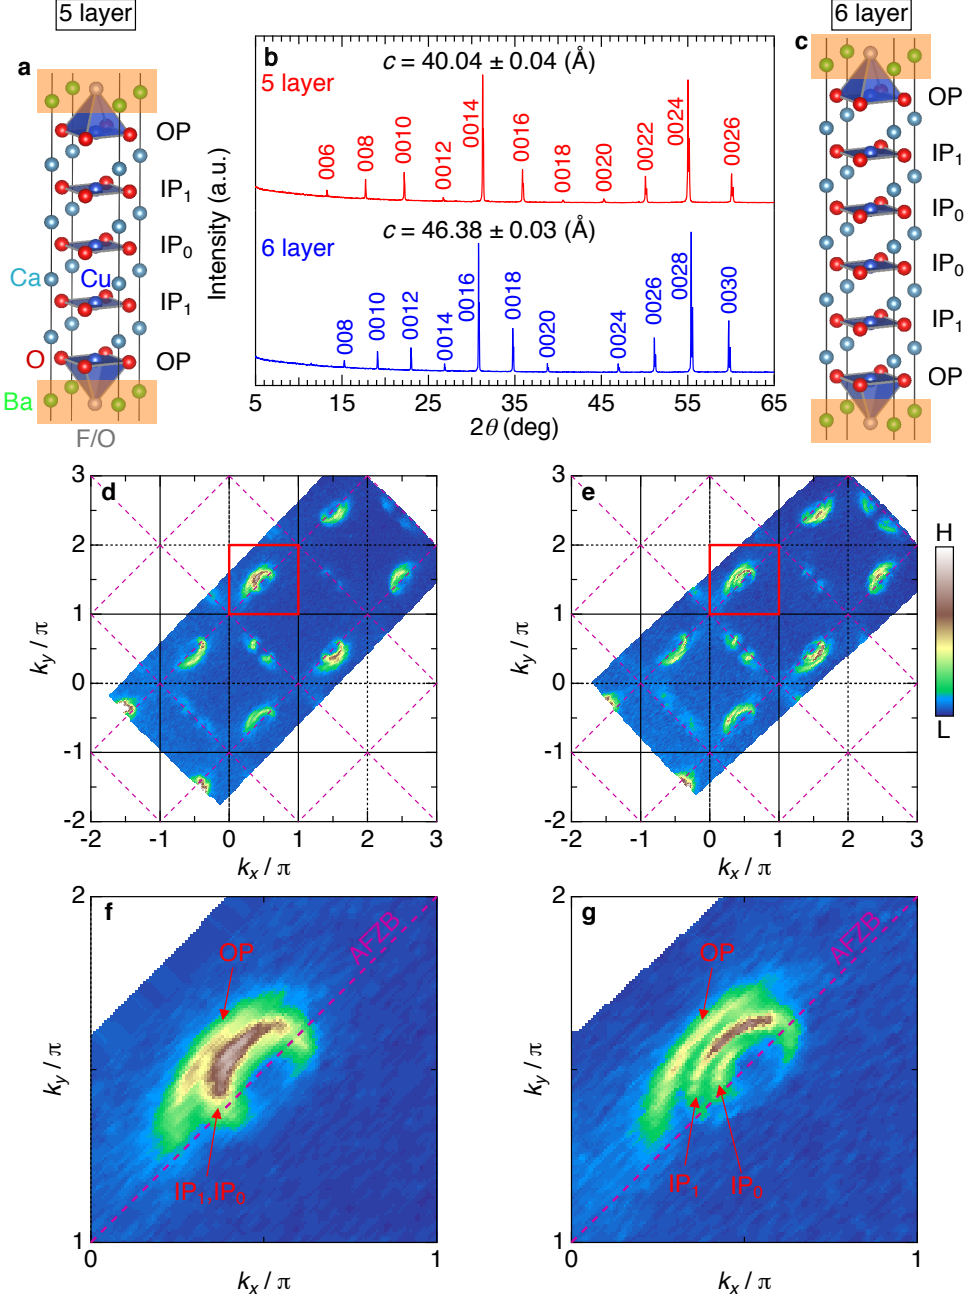 5 layer
6 layer
a
OP
IP1
IP0
Ca
Cu
IP1
O
OP
Ba
F/O
b
c = 40.04 ± 0.04 (Å)
5 layer
006
008
0010
0012
0014
0016
0018
0020
0022
0024
0026
c = 46.38 ± 0.03 (Å)
6 layer
008
0010
0012
0014
0016
0018
0020
0024
0026
0028
0030
Intensity (a.u.)
5 15 25 35 45 55 65
2θ (deg)
c
OP
IP1
IP0
IP0
IP1
OP
d
3
2
1
0
-1
-2
ky / π
-2 -1 0 1 2 3
kx / π
e
3
2
1
0
-1
-2
ky / π
-2 -1 0 1 2 3
kx / π
H
L
f
2
1
ky / π
OP
AFZB
IP1,IP0
0 1
kx / π
g
2
1
ky / π
OP
AFZB
IP1
IP0
0 1
kx / π